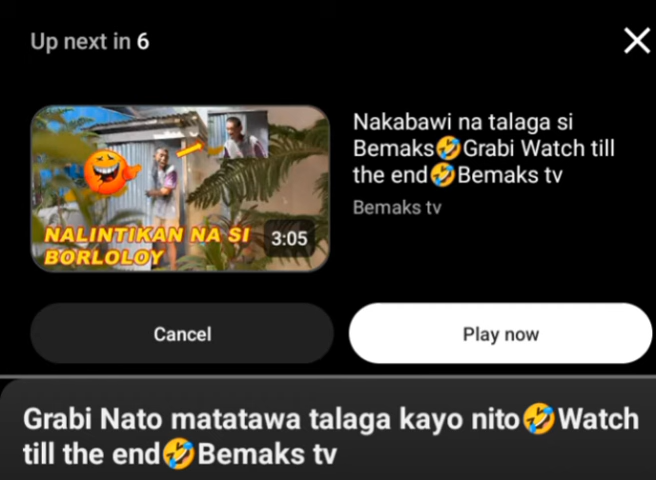 Up next in 6
Nakabawi na talaga si
Bemaks🤣Grabi Watch till
the end🤣Bemaks tv
Bemaks tv
NALINTIKAN NA SI
BORLOLOY
3:05
Cancel
Play now
Grabi Nato matatawa talaga kayo nito🤣Watch
till the end🤣Bemaks tv